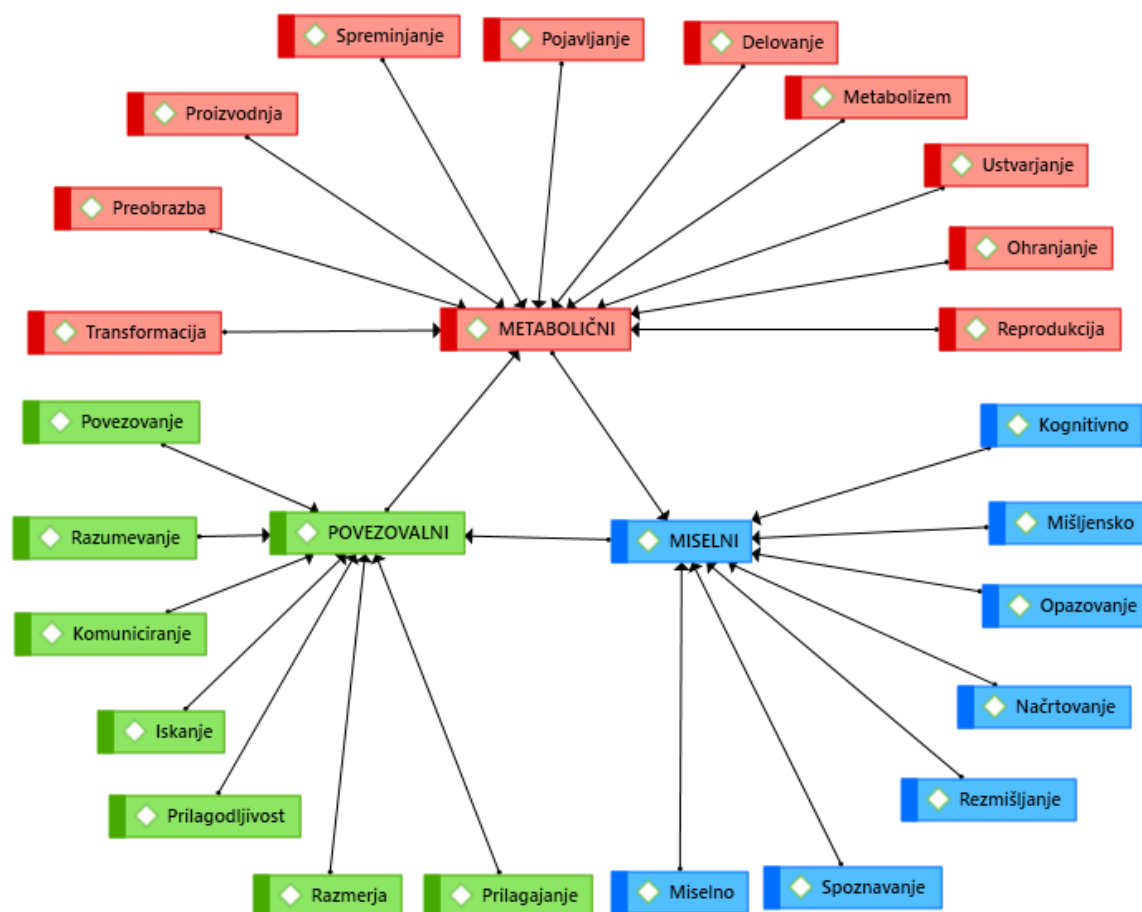 Spreminjanje
Pojavljanje
Delovanje
Metabolizem
Proizvodnja
Ustvarjanje
Preobrazba
Ohranjanje
Transformacija
METABOLIČNI
Reprodukcija
Povezovanje
Kognitivno
Razumevanje
POVEZOVALNI
MISELNI
Mišljensko
Opazovanje
Komuniciranje
Načrtovanje
Iskanje
Rezmišljanje
Prilagodljivost
Razmerja
Prilagajanje
Miselno
Spoznavanje